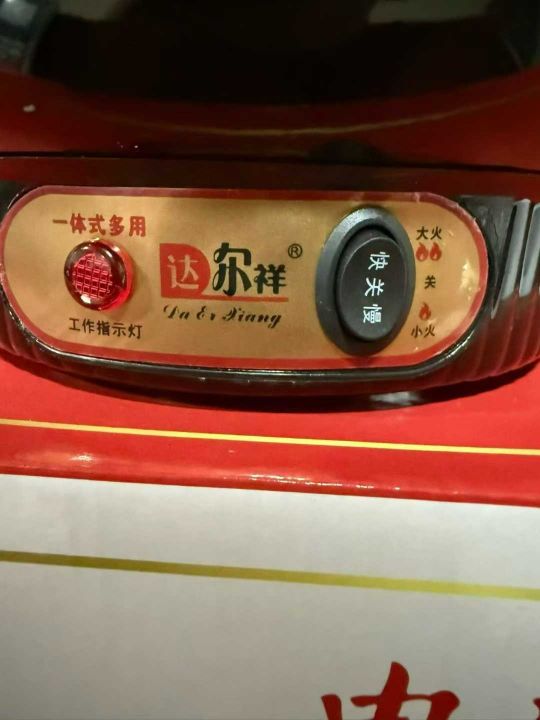 一体式多用
工作指示灯
达尔祥®
Da Er Xiang
快关慢
大火
关
小火
电